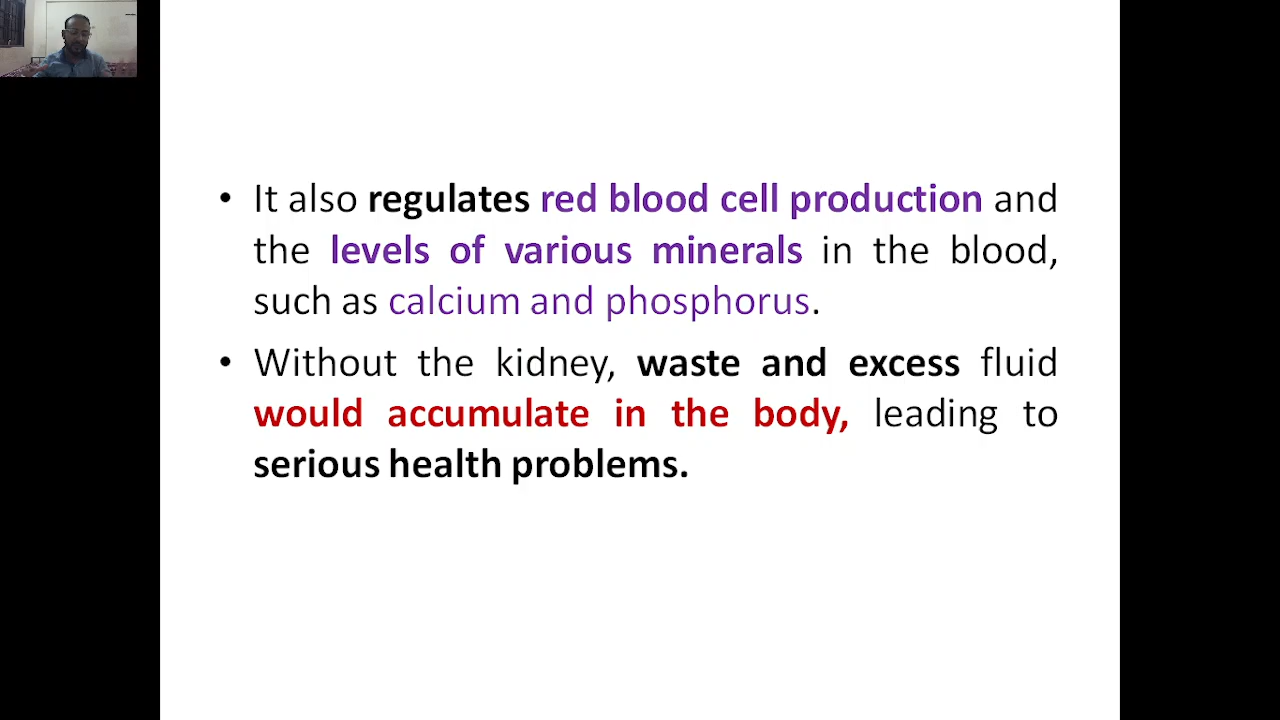 • It also regulates red blood cell production and
the levels of various minerals in the blood,
such as calcium and phosphorus.
• Without the kidney, waste and excess fluid
would accumulate in the body, leading to
serious health problems.